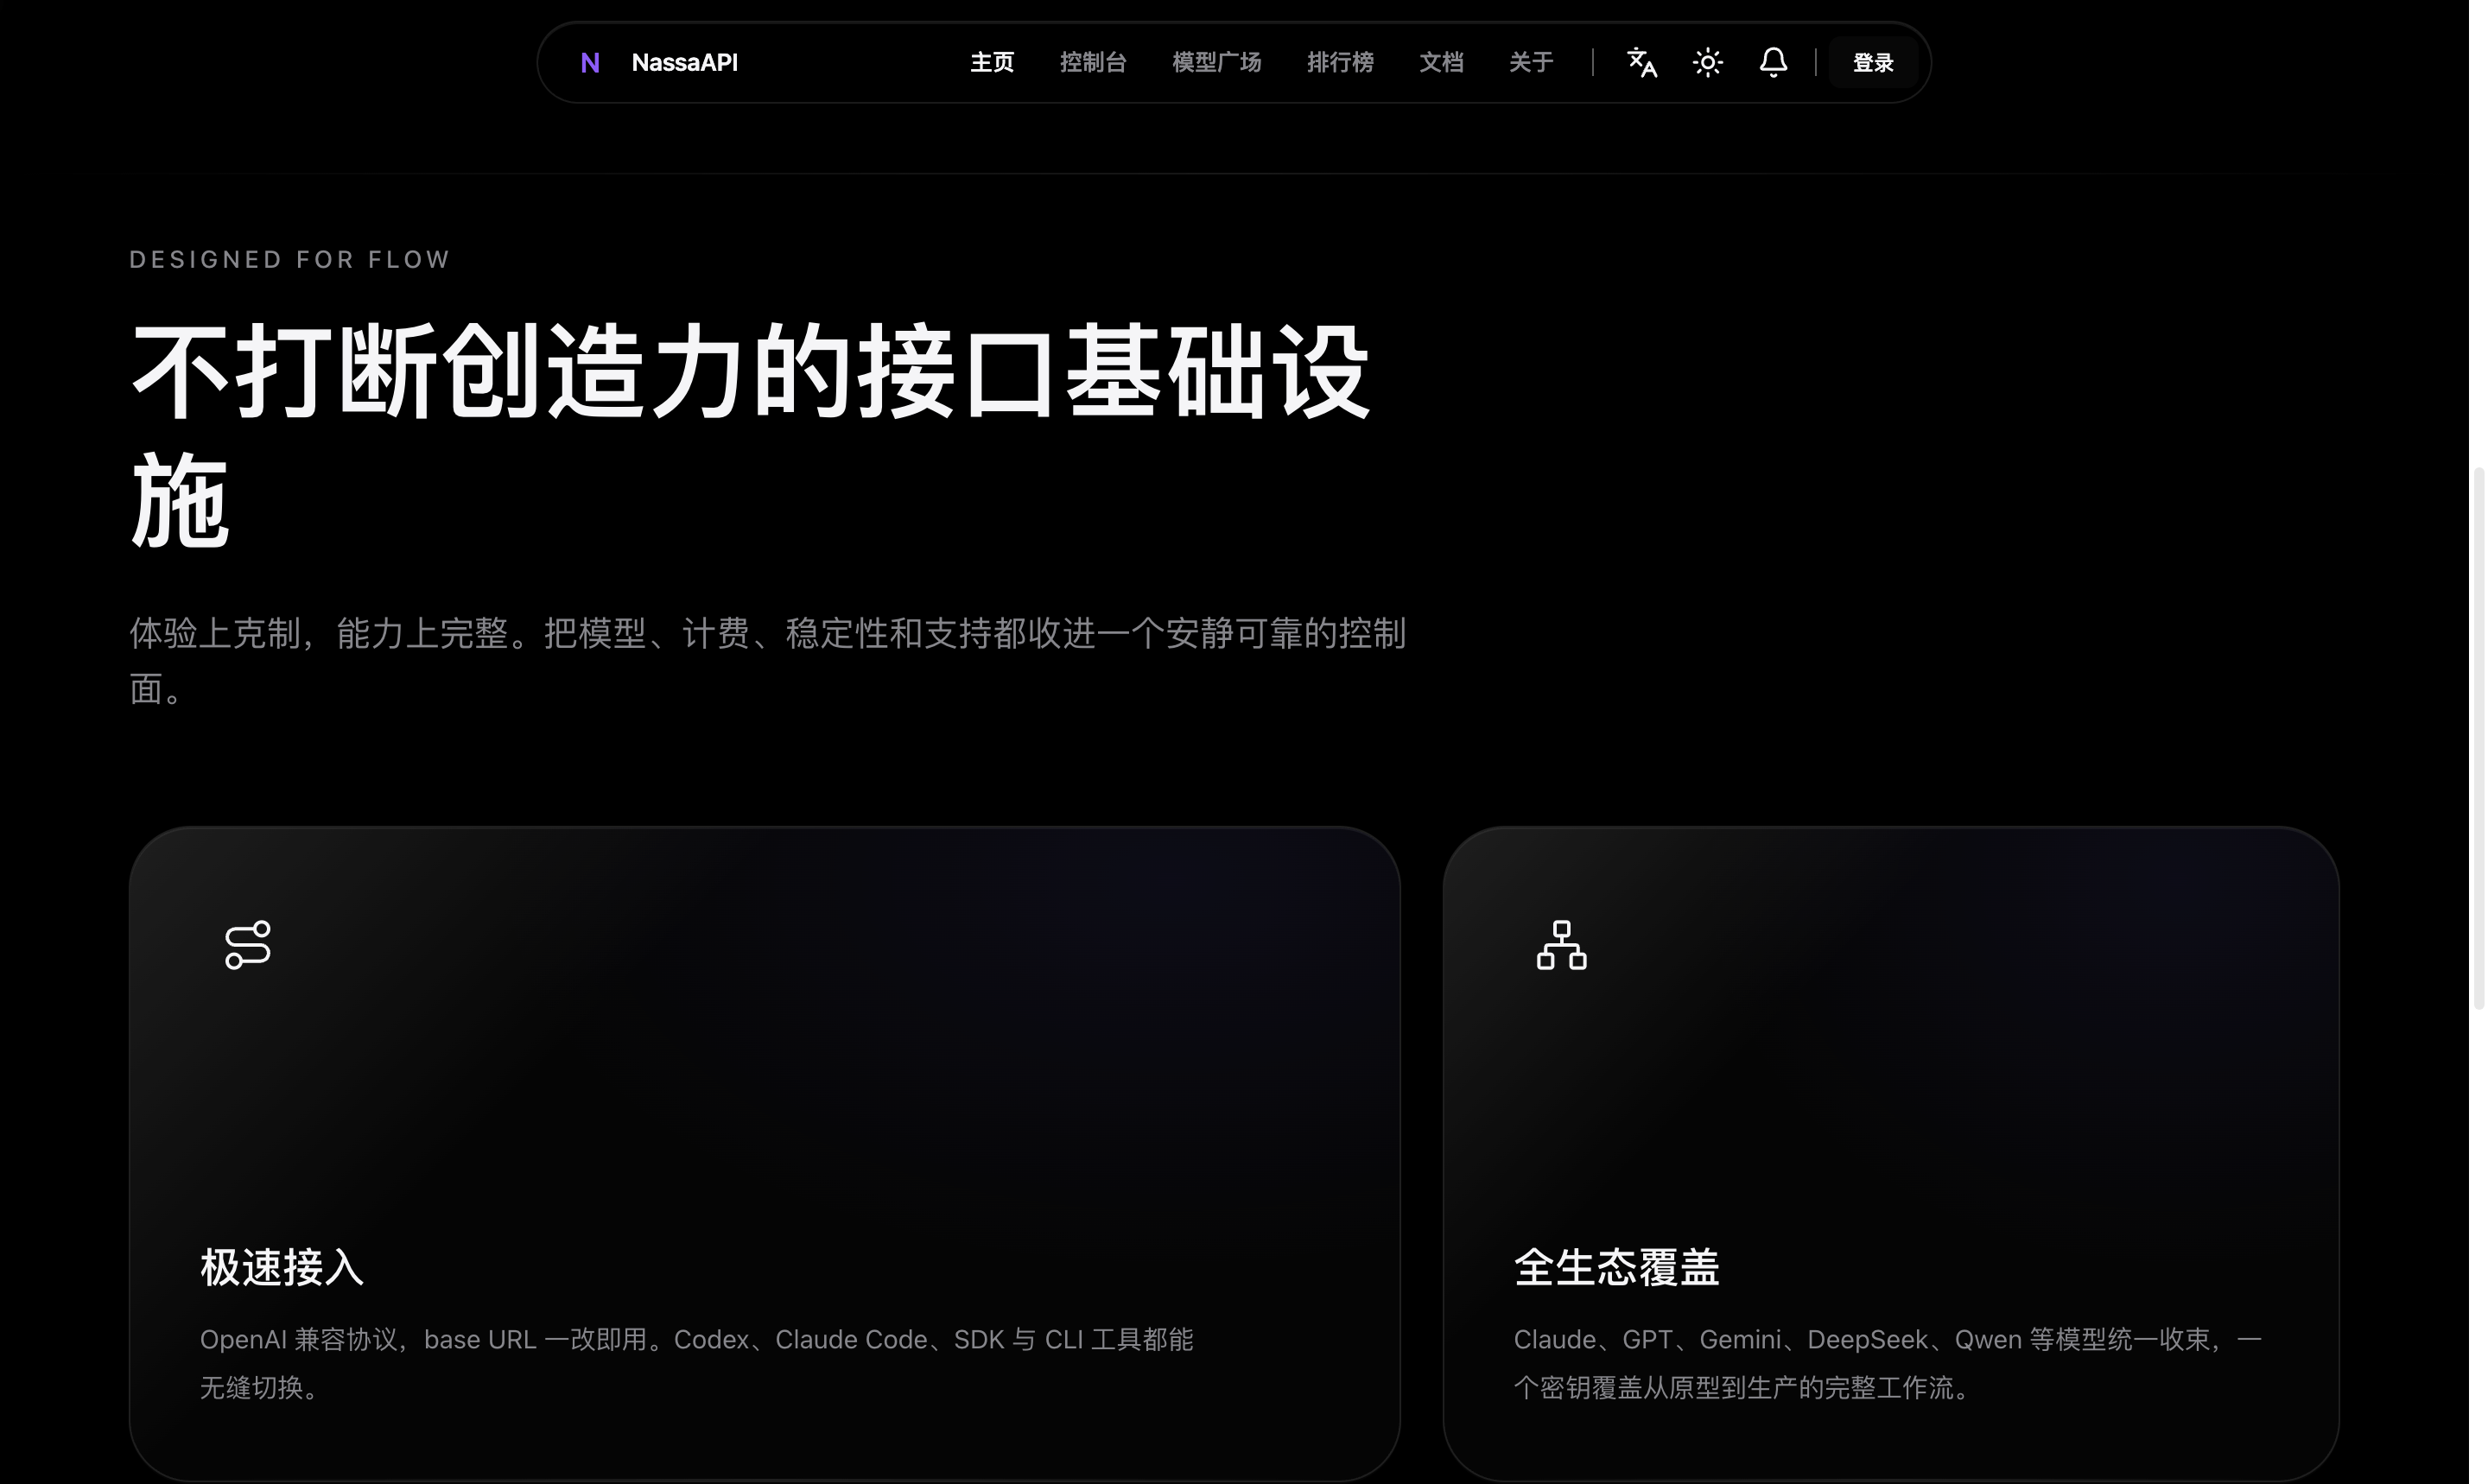 N NassaAPI 主页 控制台 模型广场 排行榜 文档 关于 登录
DESIGNED FOR FLOW
不打断创造力的接口基础设
施
体验上克制，能力上完整。把模型、计费、稳定性和支持都收进一个安静可靠的控制
面。
极速接入
OpenAI 兼容协议，base URL 一改即用。Codex、Claude Code、SDK 与 CLI 工具都能
无缝切换。
全生态覆盖
Claude、GPT、Gemini、DeepSeek、Qwen 等模型统一收束，一
个密钥覆盖从原型到生产的完整工作流。